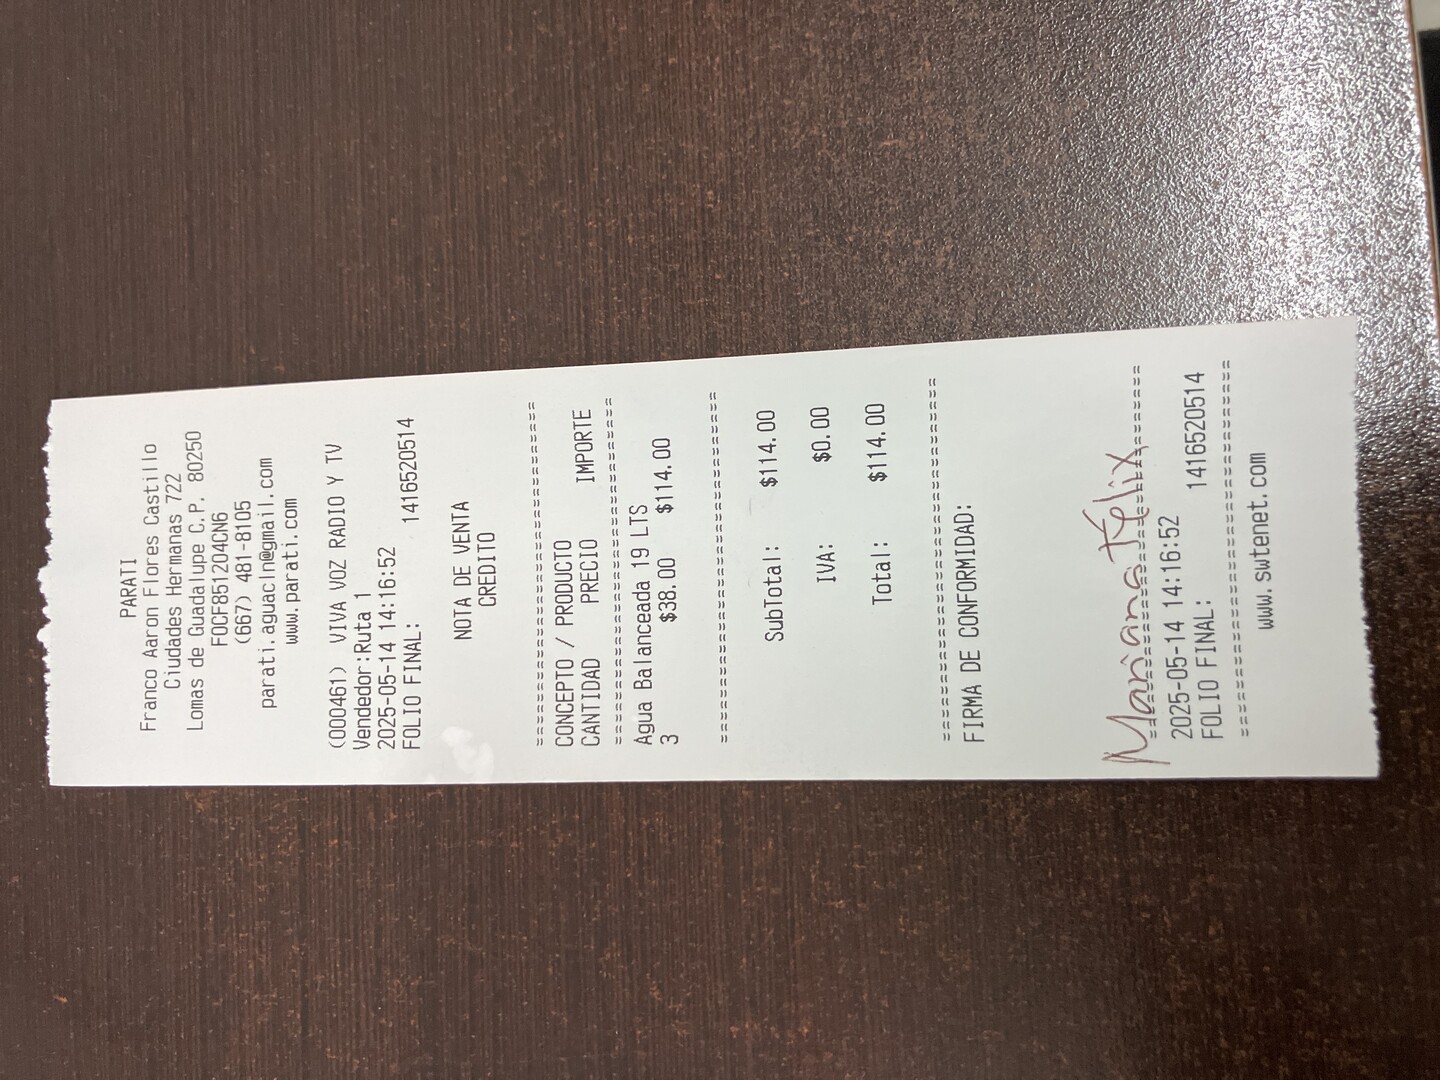 PARATI
Franco Aaron Flores Castillo
Ciudades Hermanas 722
Lomas de Guadalupe C.P. 80250
FOCF851204CN6
(667) 481-8105
parati.aguacln@gmail.com
www.parati.com
(000461) VIVA VOZ RADIO Y TV
Vendedor:Ruta 1
2025-05-14 14:16:52
FOLIO FINAL: 1416520514
NOTA DE VENTA
CREDITO
==============================
CONCEPTO / PRODUCTO
CANTIDAD PRECIO IMPORTE
==============================
Agua Balanceada 19 LTS
3 $38.00 $114.00
==============================
SubTotal: $114.00
IVA: $0.00
Total: $114.00
==============================
FIRMA DE CONFORMIDAD:
Mariana Félix
==============================
2025-05-14 14:16:52
FOLIO FINAL: 1416520514
==============================
www.swtenet.com